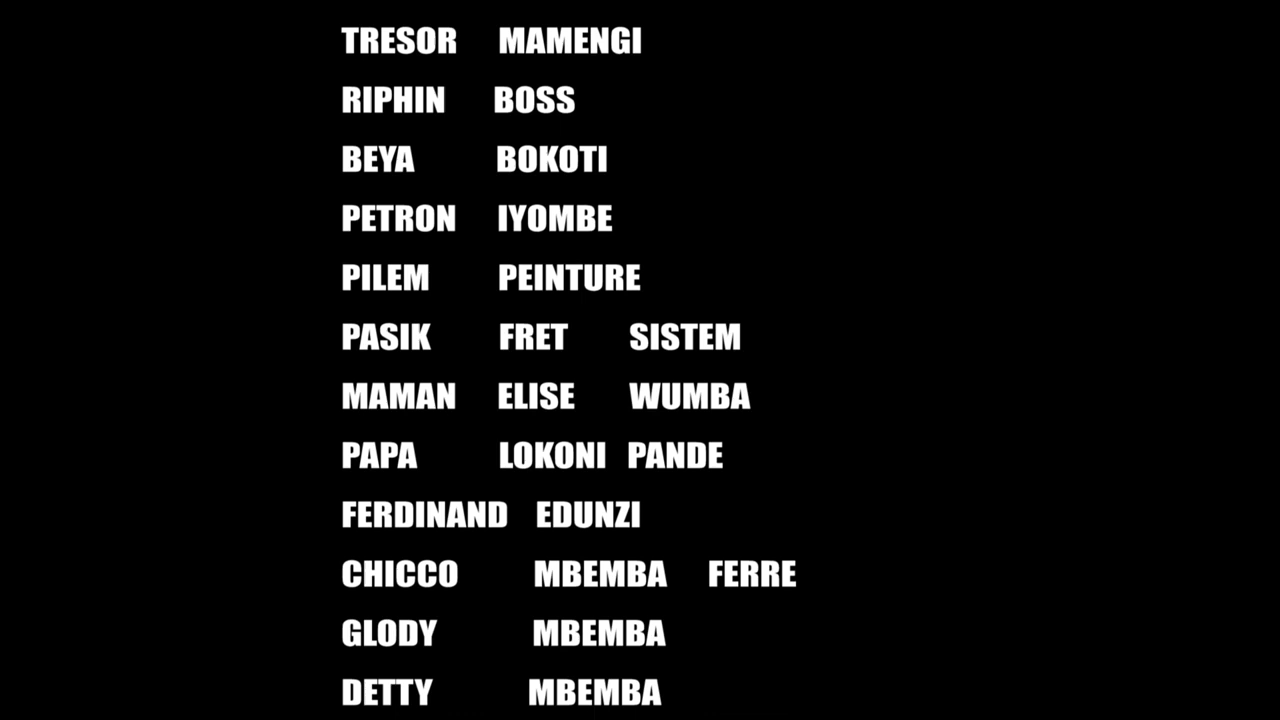 TRESOR MAMENGI
RIPHIN BOSS
BEYA BOKOTI
PETRON IYOMBE
PILEM PEINTURE
PASIK FRET SISTEM
MAMAN ELISE WUMBA
PAPA LOKONI PANDE
FERDINAND EDUNZI
CHICCO MBEMBA FERRE
GLODY MBEMBA
DETTY MBEMBA